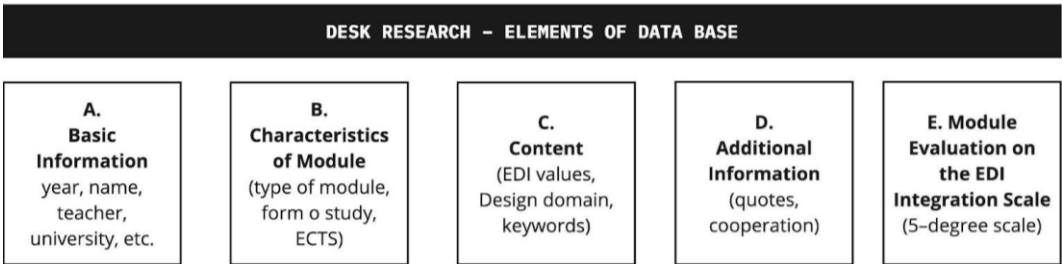 DESK RESEARCH – ELEMENTS OF DATA BASE
A.
Basic
Information
year, name,
teacher,
university, etc.
B.
Characteristics
of Module
(type of module,
form o study,
ECTS)
C.
Content
(EDI values,
Design domain,
keywords)
D.
Additional
Information
(quotes,
cooperation)
E. Module
Evaluation on
the EDI
Integration Scale
(5–degree scale)